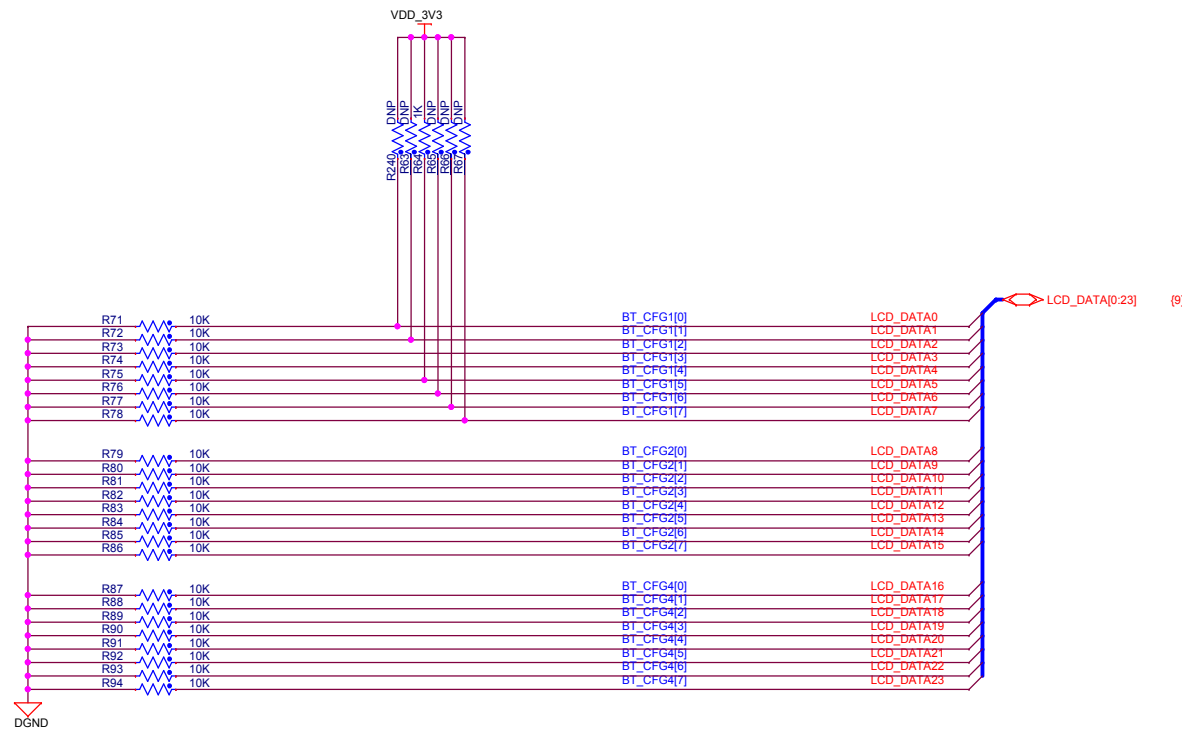 VDD_3V3
DNP
DNP
1K
DNP
DNP
DNP
R240
R63
R64
R65
R66
R67
LCD_DATA[0:23] {9}
R71 10K BT_CFG1[0] LCD_DATA0
R72 10K BT_CFG1[1] LCD_DATA1
R73 10K BT_CFG1[2] LCD_DATA2
R74 10K BT_CFG1[3] LCD_DATA3
R75 10K BT_CFG1[4] LCD_DATA4
R76 10K BT_CFG1[5] LCD_DATA5
R77 10K BT_CFG1[6] LCD_DATA6
R78 10K BT_CFG1[7] LCD_DATA7
R79 10K BT_CFG2[0] LCD_DATA8
R80 10K BT_CFG2[1] LCD_DATA9
R81 10K BT_CFG2[2] LCD_DATA10
R82 10K BT_CFG2[3] LCD_DATA11
R83 10K BT_CFG2[4] LCD_DATA12
R84 10K BT_CFG2[5] LCD_DATA13
R85 10K BT_CFG2[6] LCD_DATA14
R86 10K BT_CFG2[7] LCD_DATA15
R87 10K BT_CFG4[0] LCD_DATA16
R88 10K BT_CFG4[1] LCD_DATA17
R89 10K BT_CFG4[2] LCD_DATA18
R90 10K BT_CFG4[3] LCD_DATA19
R91 10K BT_CFG4[4] LCD_DATA20
R92 10K BT_CFG4[5] LCD_DATA21
R93 10K BT_CFG4[6] LCD_DATA22
R94 10K BT_CFG4[7] LCD_DATA23
DGND